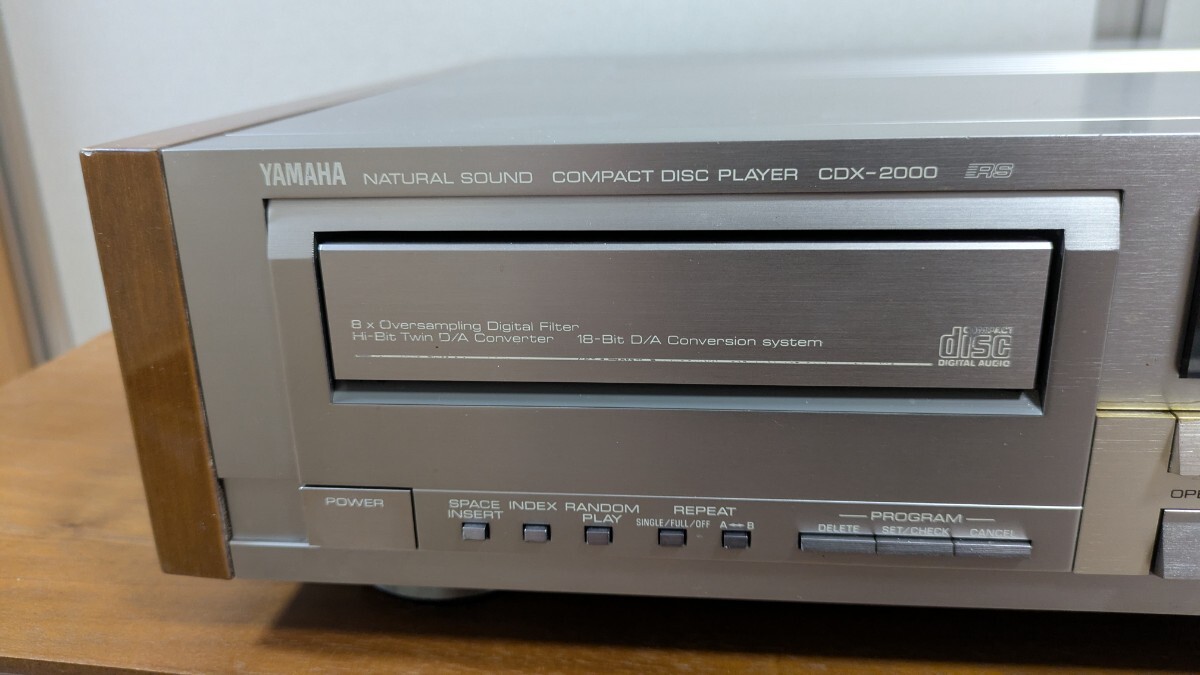 YAMAHA NATURAL SOUND COMPACT DISC PLAYER CDX-2000 RS
8 x Oversampling Digital Filter
Hi-Bit Twin D/A Converter 18-Bit D/A Conversion system
COMPACT
disc
DIGITAL AUDIO
POWER
SPACE
INSERT
INDEX
RANDOM
PLAY
REPEAT
SINGLE/FULL/OFF
A↔B
PROGRAM
DELETE
SET/CHECK
CANCEL